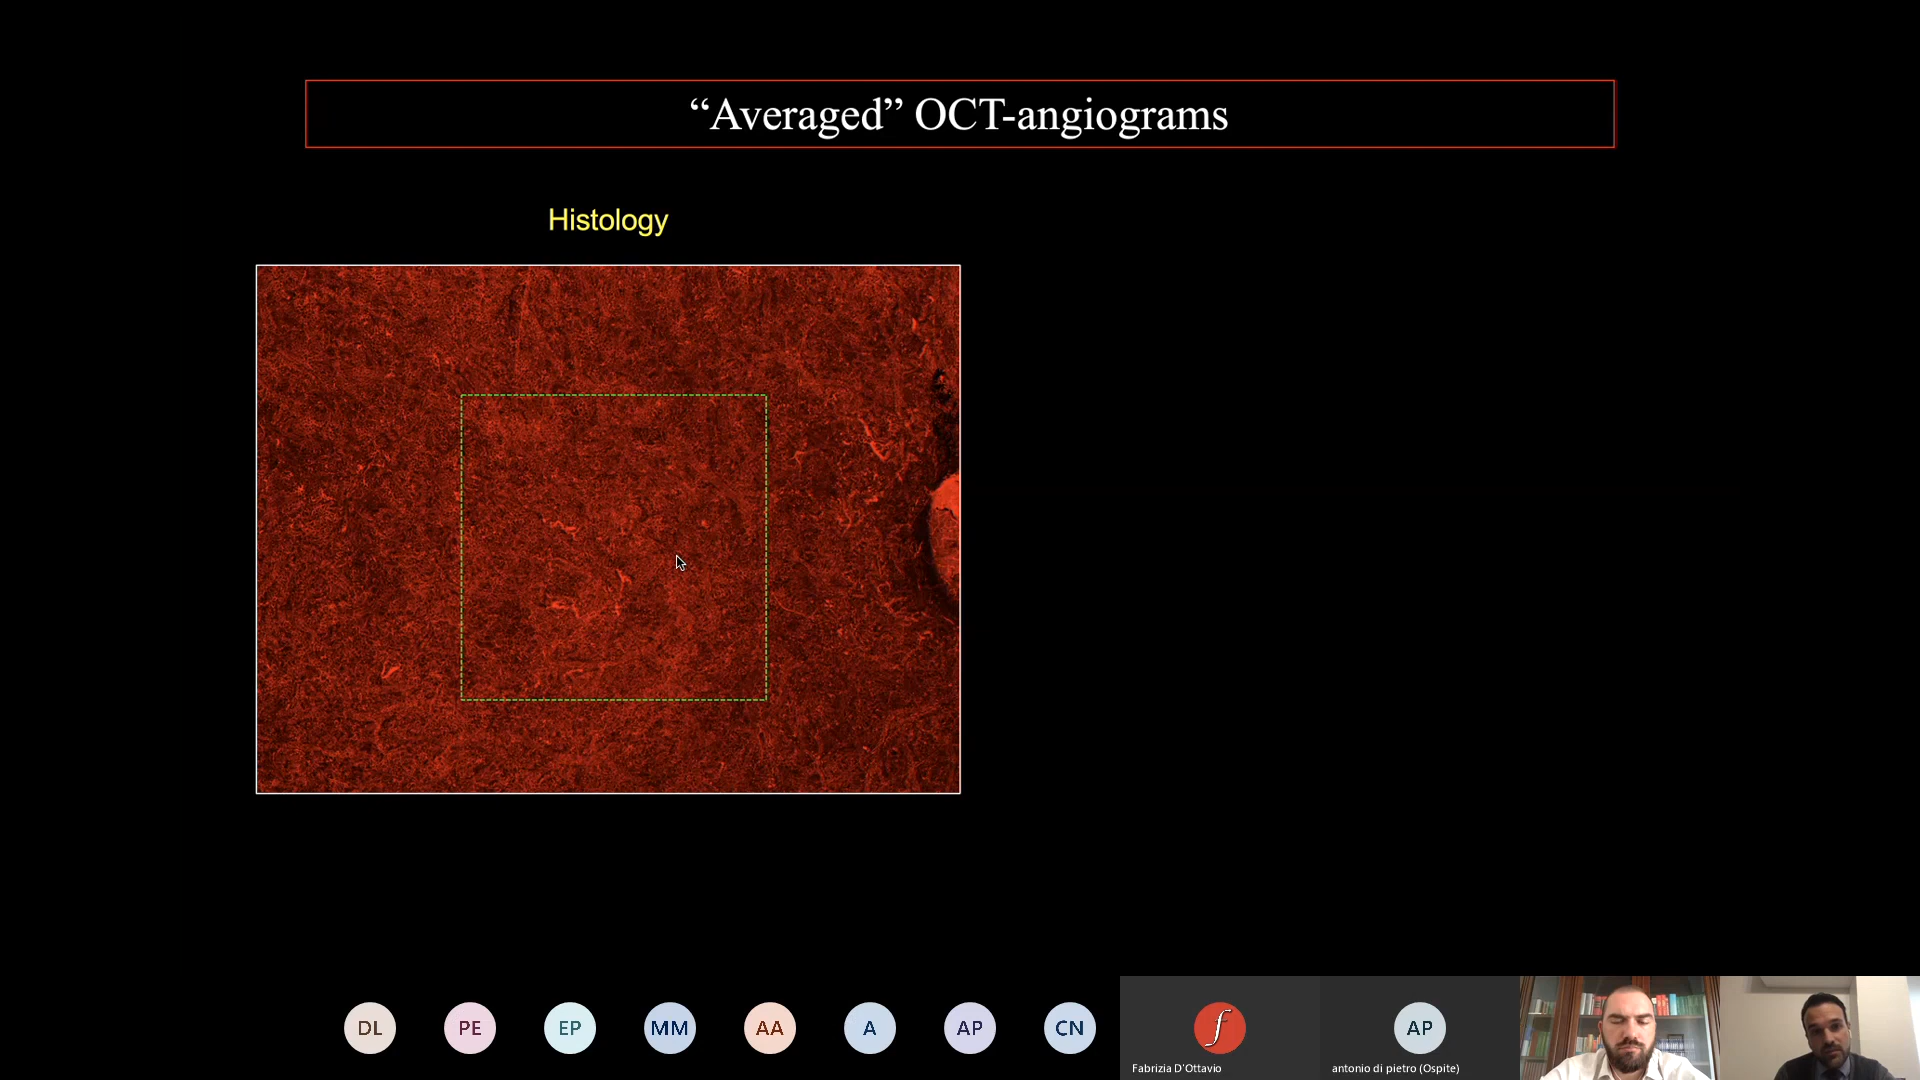 “Averaged” OCT-angiograms
Histology
DL
PE
EP
MM
AA
A
AP
CN
f
AP
Fabrizia D'Ottavio
antonio di pietro (Ospite)